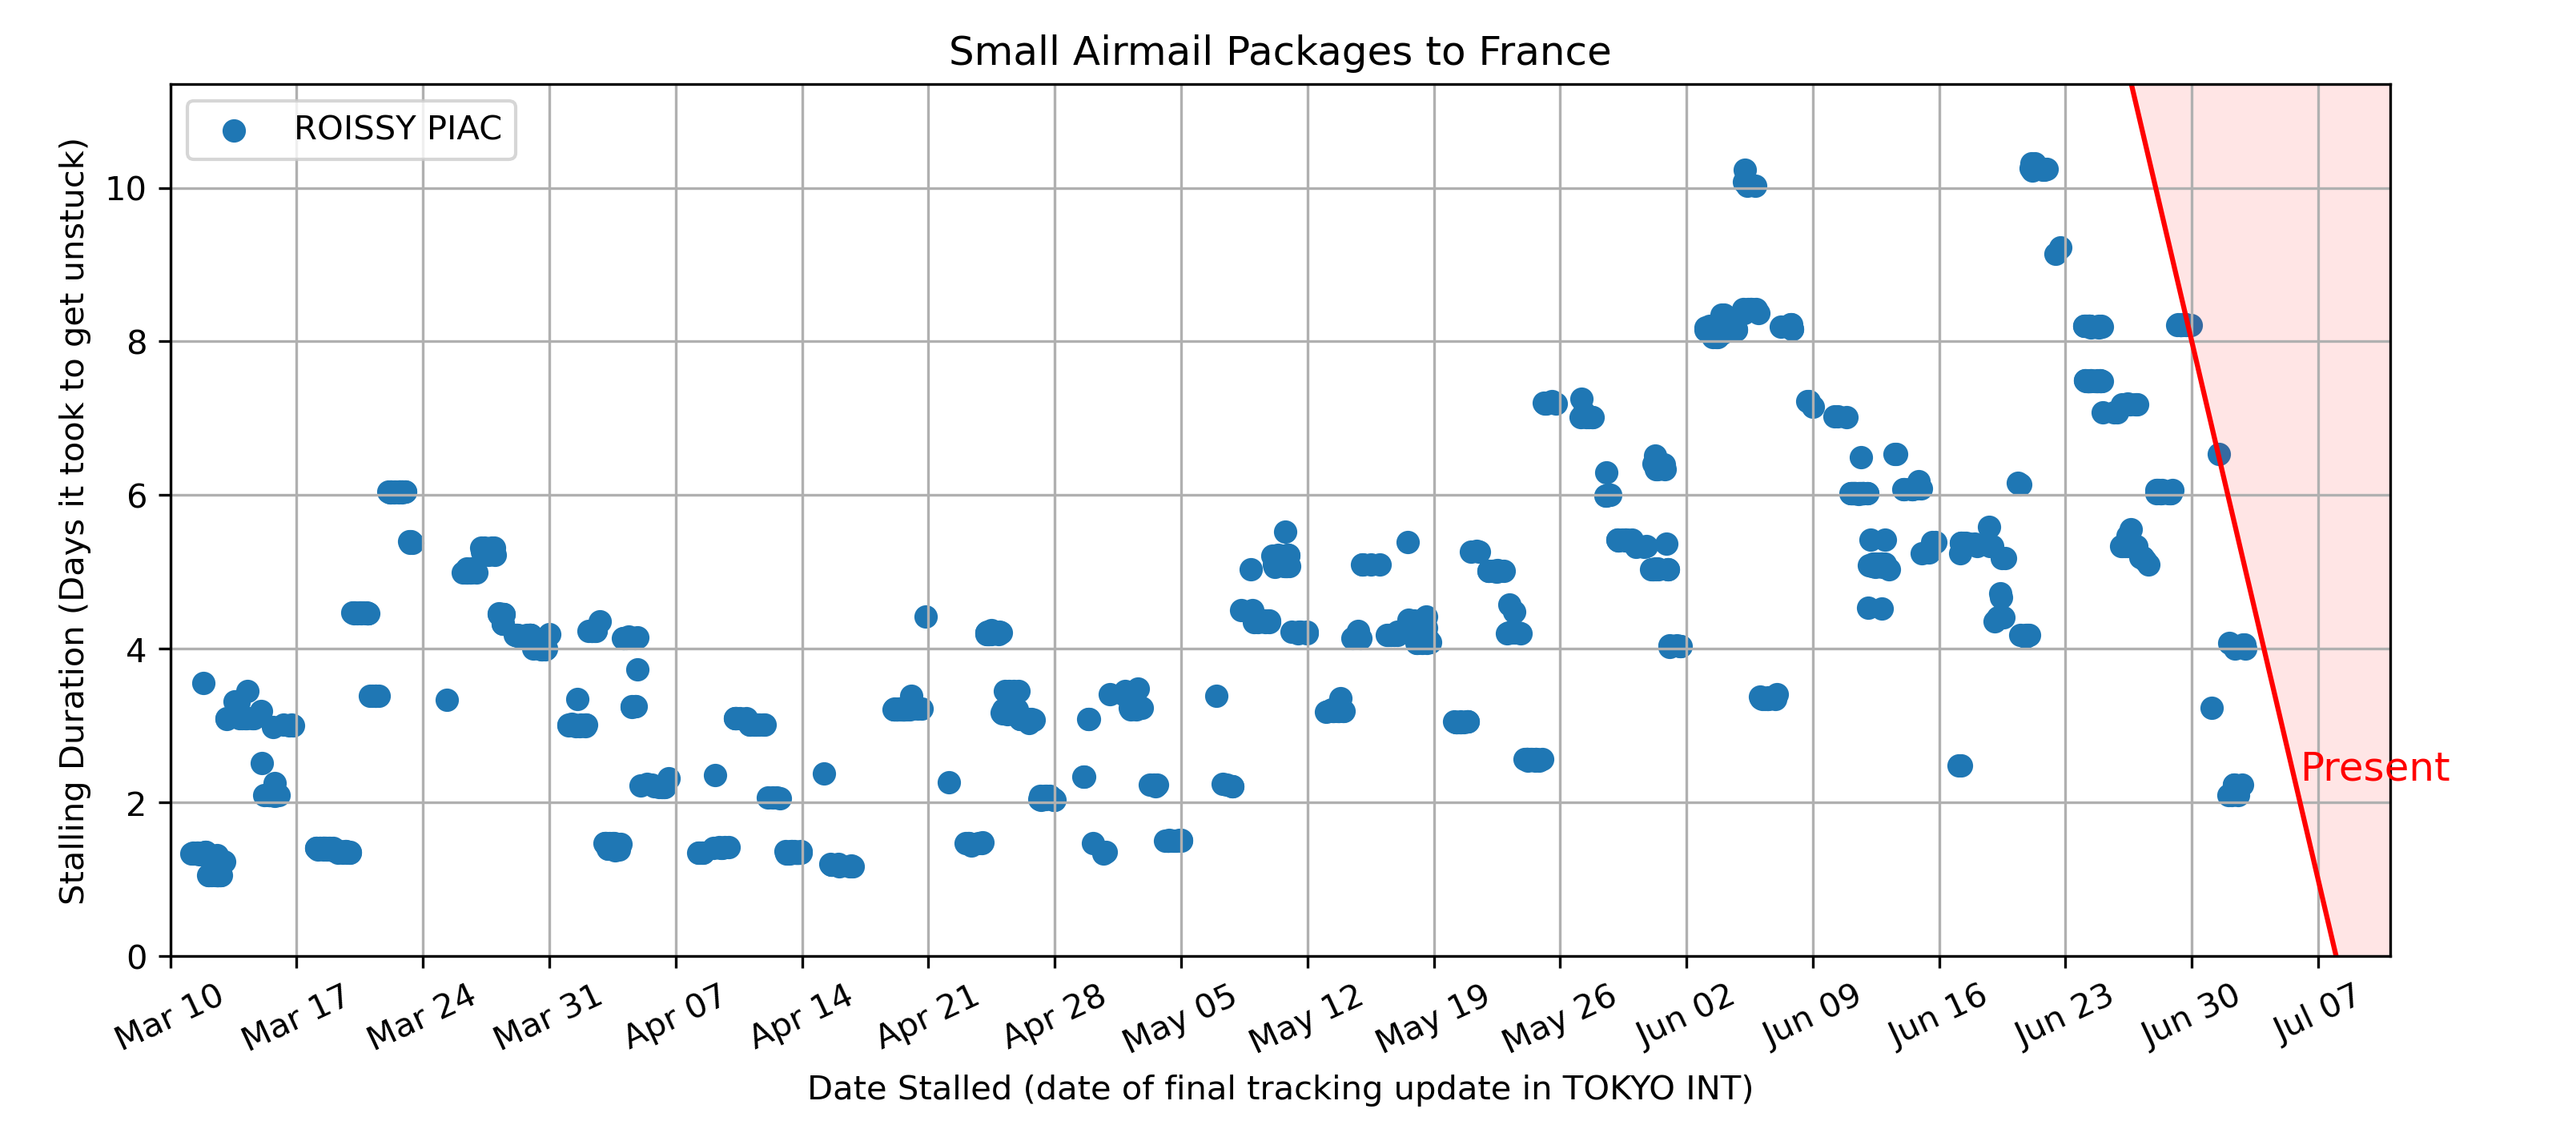 Small Airmail Packages to France
ROISSY PIAC
Stalling Duration (Days it took to get unstuck)
10
8
6
4
2
0
Present
Mar 10
Mar 17
Mar 24
Mar 31
Apr 07
Apr 14
Apr 21
Apr 28
May 05
May 12
May 19
May 26
Jun 02
Jun 09
Jun 16
Jun 23
Jun 30
Jul 07
Date Stalled (date of final tracking update in TOKYO INT)